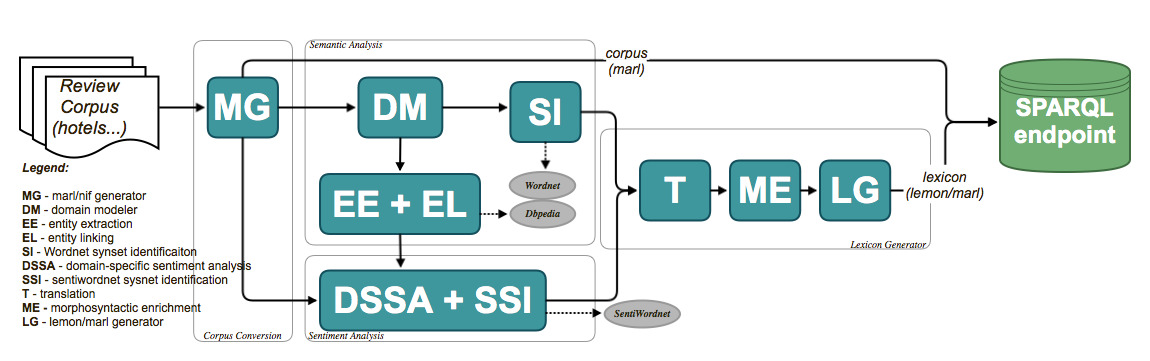 Semantic Analysis
corpus
(marl)
Review
Corpus
(hotels...)
MG
DM
SI
SPARQL
endpoint
Legend:
MG - marl/nif generator
DM - domain modeler
EE - entity extraction
EL - entity linking
SI - Wordnet synset identificaiton
DSSA - domain-specific sentiment analysis
SSI - sentiwordnet sysnet identification
T - translation
ME - morphosyntactic enrichment
LG - lemon/marl generator
EE + EL
Wordnet
Dbpedia
T
ME
LG
lexicon
(lemon/marl)
Lexicon Generator
DSSA + SSI
SentiWordnet
Corpus Conversion
Sentiment Analysis